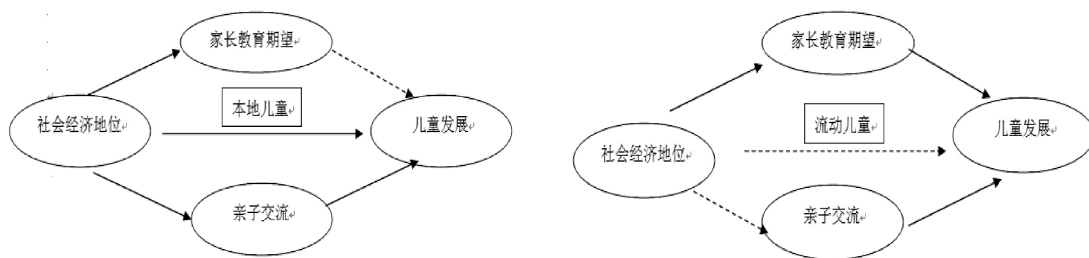 家长教育期望
本地儿童
社会经济地位
儿童发展
亲子交流
家长教育期望
流动儿童
儿童发展
社会经济地位
亲子交流